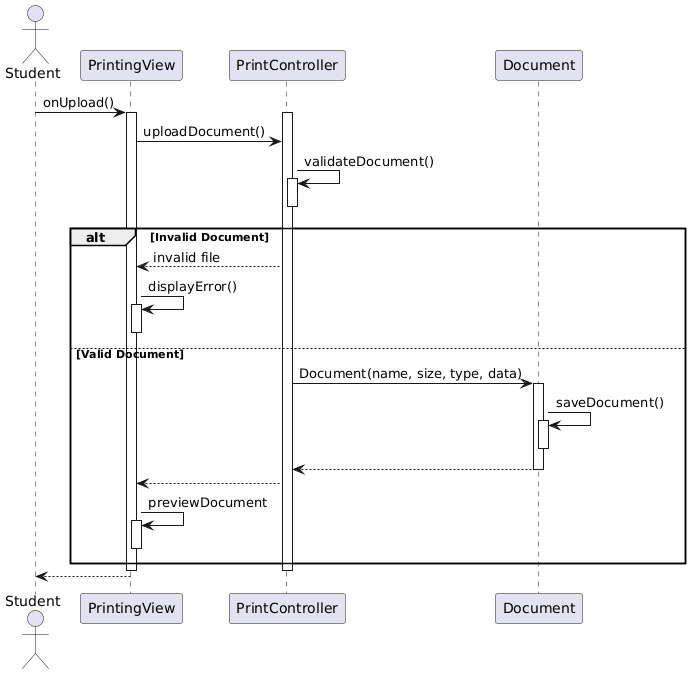 Student
PrintingView
PrintController
Document
onUpload()
uploadDocument()
validateDocument()
alt
[Invalid Document]
invalid file
displayError()
[Valid Document]
Document(name, size, type, data)
saveDocument()
previewDocument
Student
PrintingView
PrintController
Document